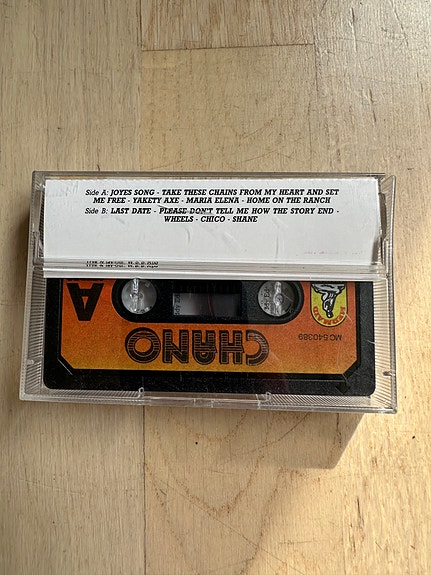 Side A: JOYES SONG - TAKE THESE CHAINS FROM MY HEART AND SET
ME FREE - YAKETY AXE - MARIA ELENA - HOME ON THE RANCH
Side B: LAST DATE - PLEASE DON'T TELL ME HOW THE STORY END -
WHEELS - CHICO - SHANE
A
MERMAID
CHANO
MC 540389